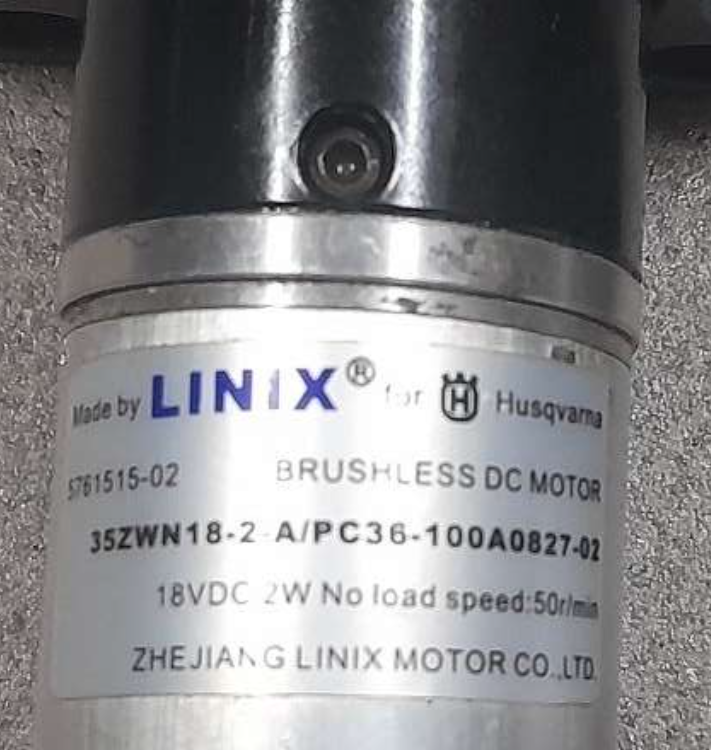 Made by LINIX® for H Husqvarna
5761515-02 BRUSHLESS DC MOTOR
35ZWN18-2-A/PC36-100A0827-02
18VDC 2W No load speed:50r/min
ZHEJIANG LINIX MOTOR CO.,LTD.